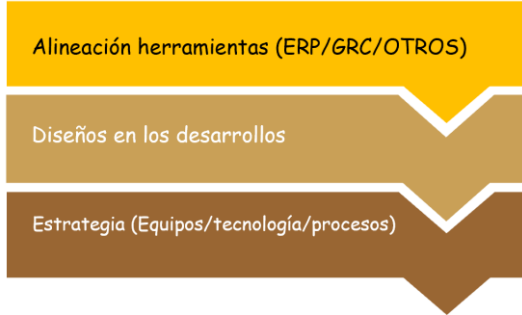 Alineación herramientas (ERP/GRC/OTROS)
Diseños en los desarrollos
Estrategia (Equipos/tecnología/procesos)